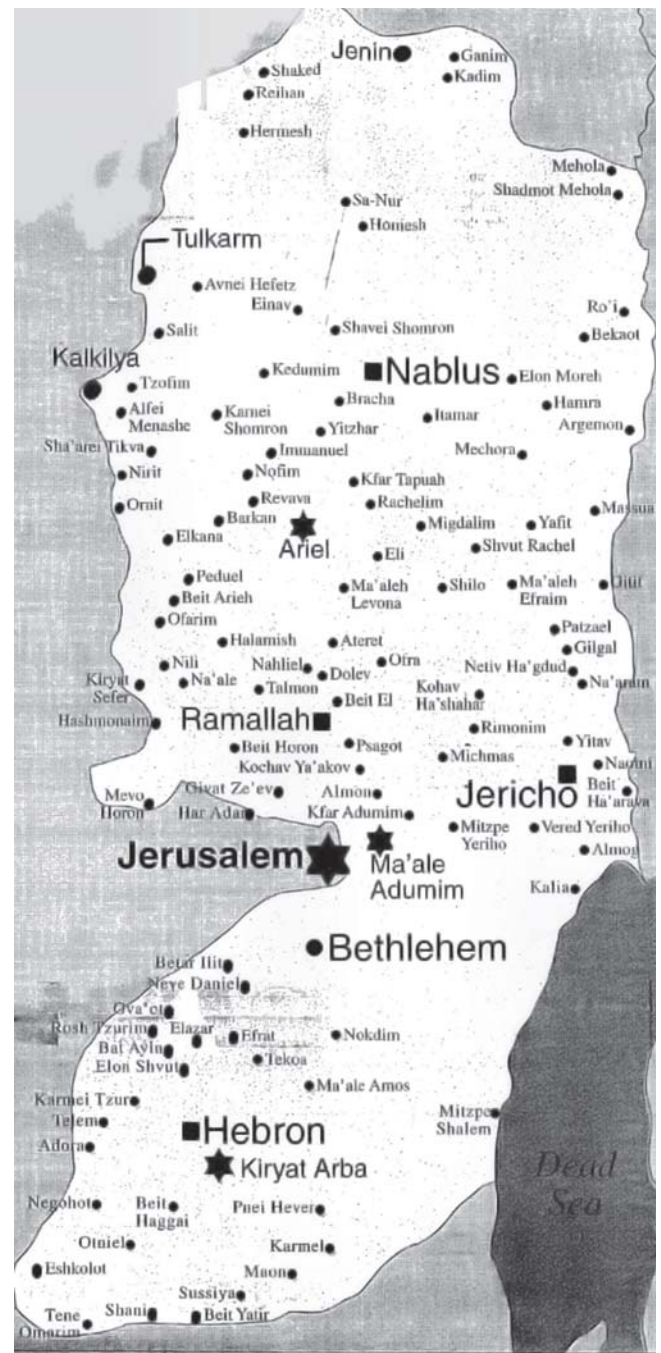 Jenin
Ganim
Kadim
Shaked
Reihan
Hermesh
Mehola
Shadmot Mehola
Sa-Nur
Homesh
Tulkarm
Avnei Hefetz
Einav
Ro'i
Salit
Shavei Shomron
Bekaot
Kalkilya
Tzofim
Kedumim
Nablus
Elon Moreh
Alfei
Menashe
Karnei
Shomron
Bracha
Itamar
Hamra
Argemon
Yitzhar
Sha'arei Tikva
Immanuel
Mechora
Nirit
Nofim
Kfar Tapuah
Ornit
Revava
Rachelim
Massua
Barkan
Ariel
Migdalim
Yafit
Elkana
Eli
Shvut Rachel
Peduel
Ma'aleh
Levona
Shilo
Ma'aleh
Efraim
Gitit
Beit Arieh
Ofarim
Patzael
Halamish
Ateret
Gilgal
Nili
Nahliel
Ofra
Netiv Ha'gdud
Kiryat
Sefer
Na'ale
Talmon
Dolev
Kohav
Ha'shahar
Na'aran
Beit El
Hashmonaim
Ramallah
Rimonim
Beit Horon
Psagot
Yitav
Kochav Ya'akov
Michmas
Naomi
Jericho
Mevo
Horon
Givat Ze'ev
Almon
Beit
Ha'arava
Har Adar
Kfar Adumim
Mitzpe
Yeriho
Vered Yeriho
Jerusalem
Ma'ale
Adumim
Almog
Kalia
Bethlehem
Betar Ilit
Neve Daniel
Gva'ot
Rosh Tzurim
Elazar
Efrat
Nokdim
Bat Ayin
Elon Shvut
Tekoa
Ma'ale Amos
Karmei Tzur
Mitzpe
Shalem
Telem
Hebron
Adora
Kiryat Arba
Dead
Sea
Negohot
Beit
Haggai
Pnei Hever
Otniel
Karmel
Eshkolot
Maon
Sussiya
Tene
Omarim
Shani
Beit Yatir